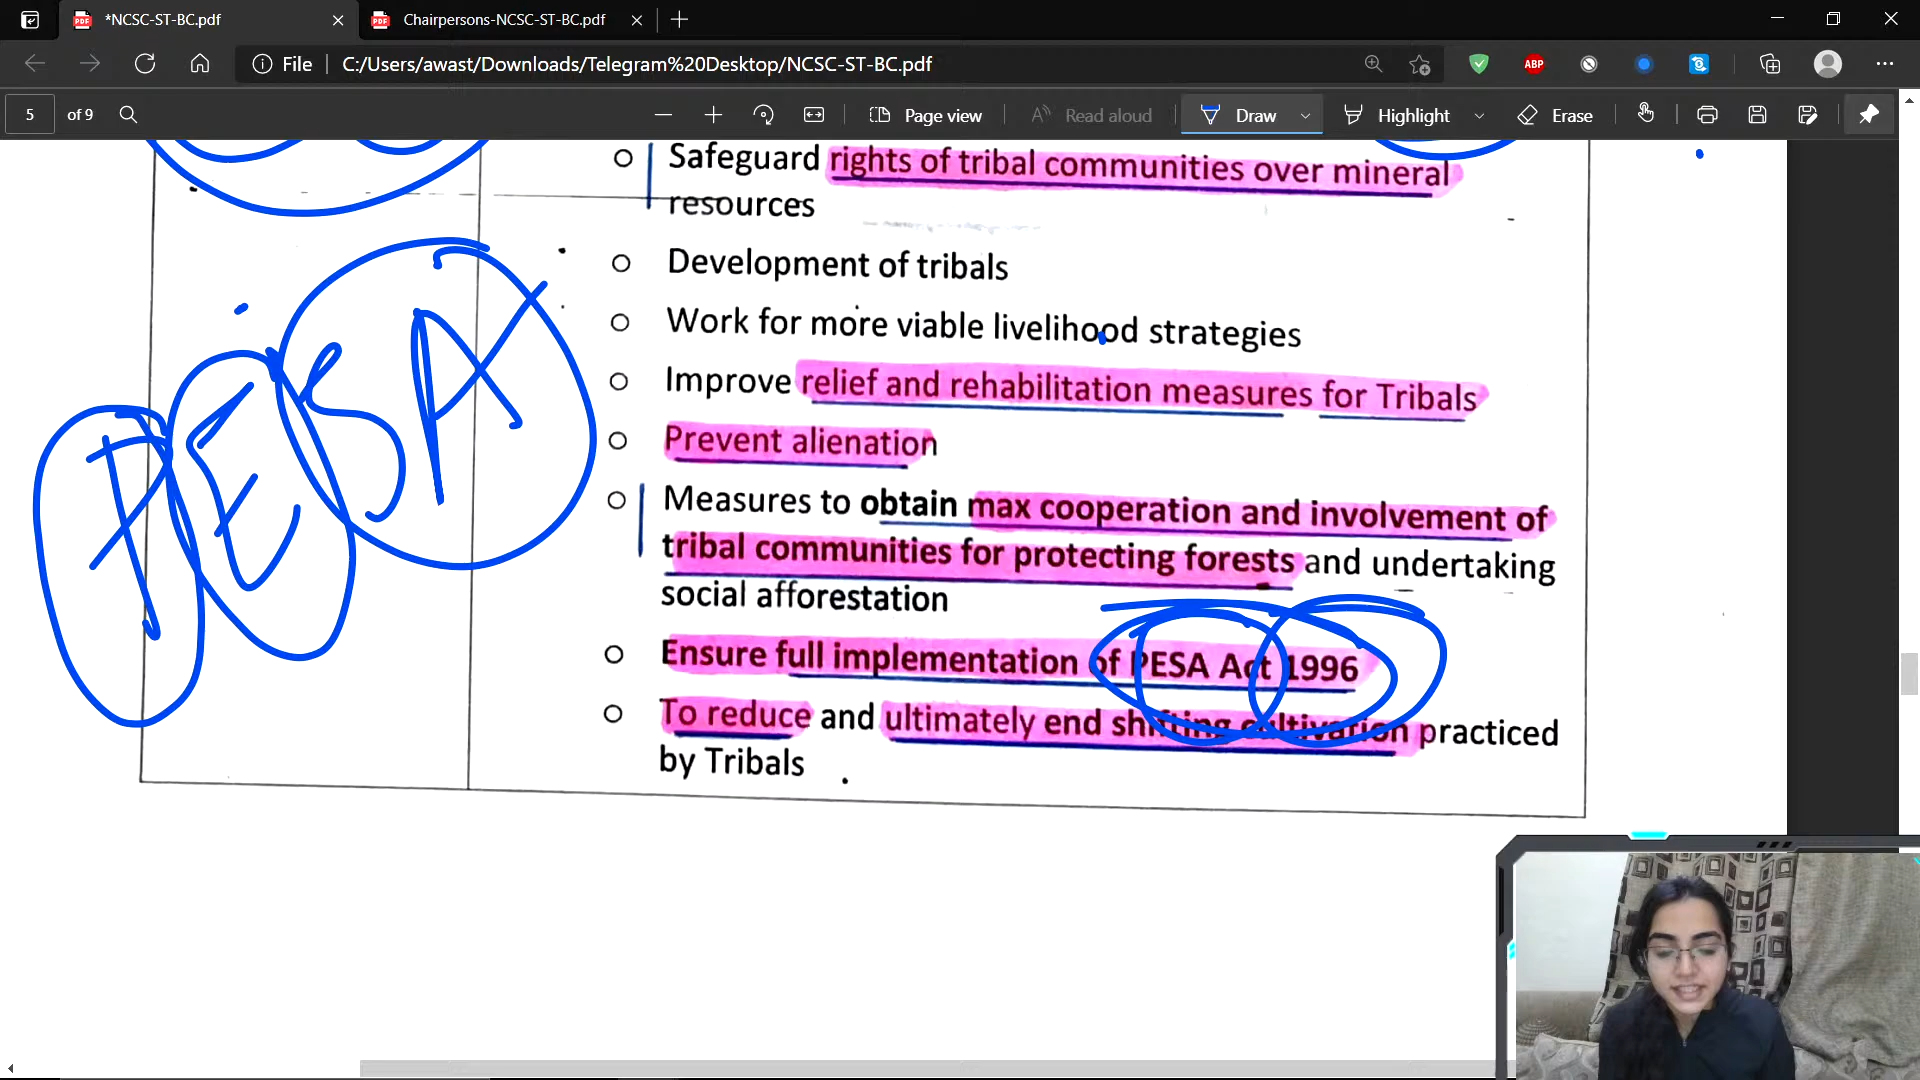 *NCSC-ST-BC.pdf
Chairpersons-NCSC-ST-BC.pdf
File
C:/Users/awast/Downloads/Telegram%20Desktop/NCSC-ST-BC.pdf
ABP
5 of 9
Page view
Read aloud
Draw
Highlight
Erase
Safeguard rights of tribal communities over mineral
resources
Development of tribals
Work for more viable livelihood strategies
Improve relief and rehabilitation measures for Tribals
Prevent alienation
Measures to obtain max cooperation and involvement of
tribal communities for protecting forests and undertaking
social afforestation
Ensure full implementation of PESA Act 1996
To reduce and ultimately end shifting cultivation practiced
by Tribals
PESA